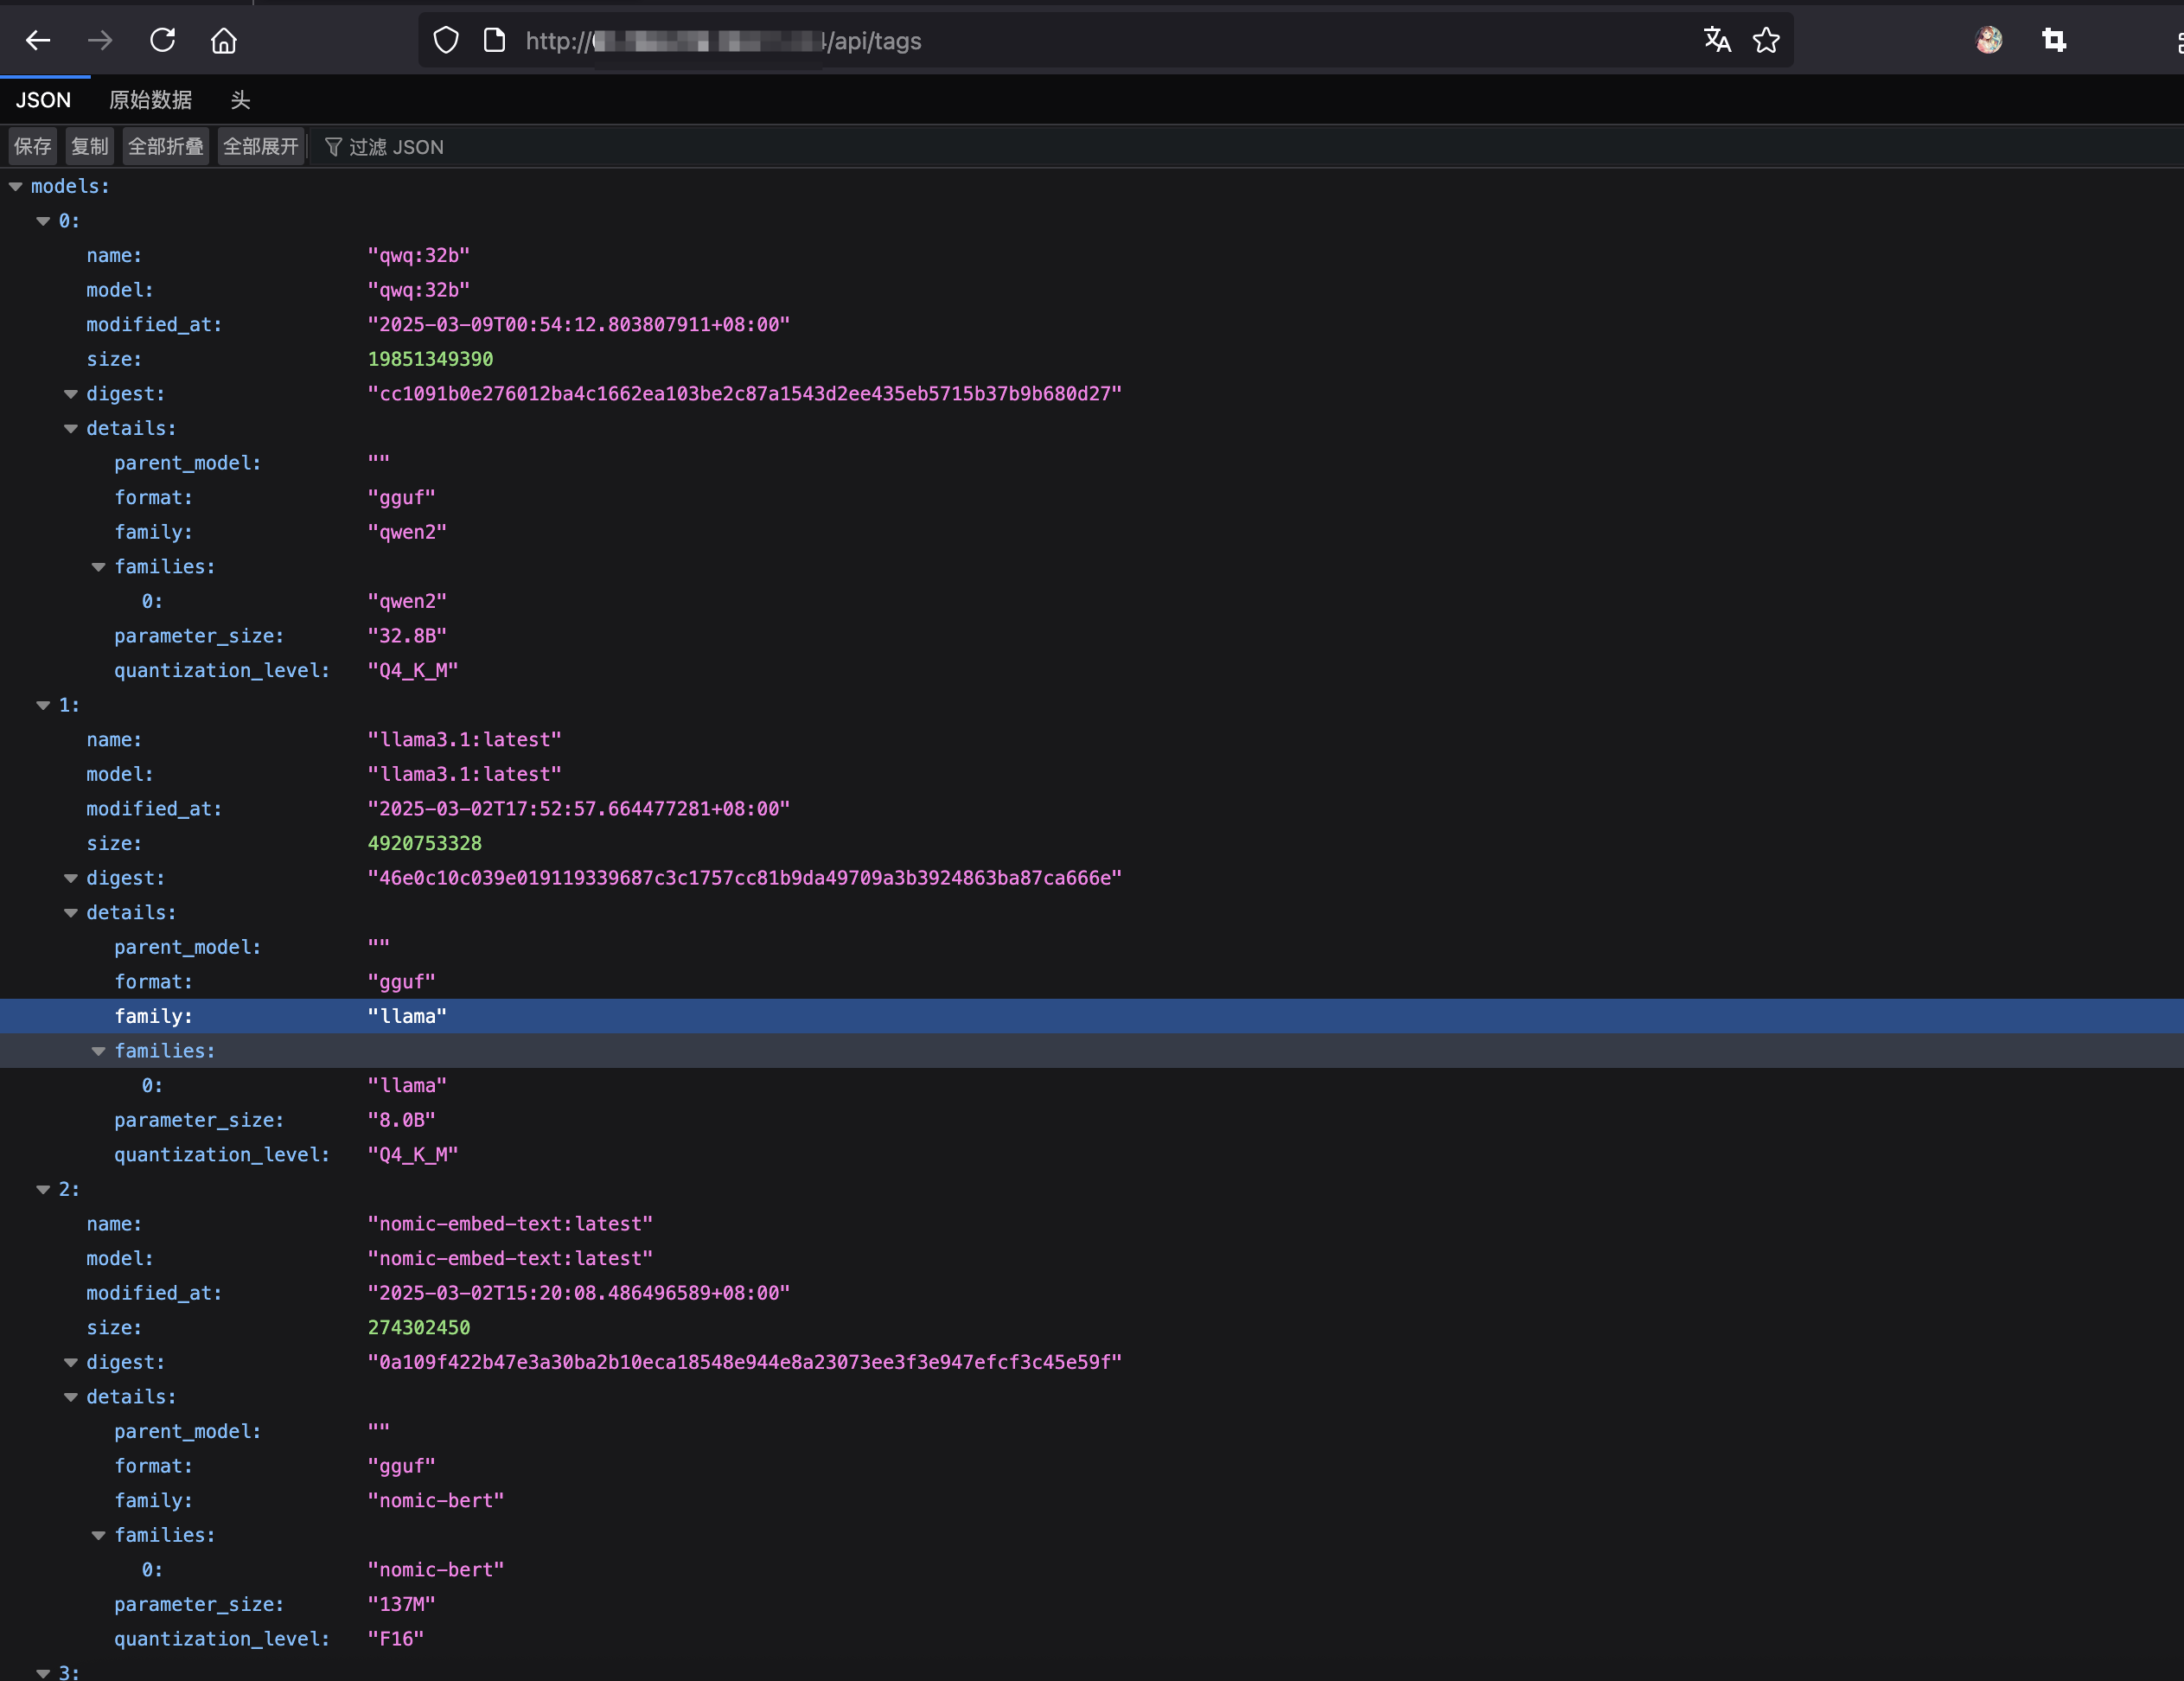 http:///api/tags
JSON 原始数据 头
保存 复制 全部折叠 全部展开 过滤 JSON
models:
0:
name: "qwq:32b"
model: "qwq:32b"
modified_at: "2025-03-09T00:54:12.803807911+08:00"
size: 19851349390
digest: "cc1091b0e276012ba4c1662ea103be2c87a1543d2ee435eb5715b37b9b680d27"
details:
parent_model: ""
format: "gguf"
family: "qwen2"
families:
0: "qwen2"
parameter_size: "32.8B"
quantization_level: "Q4_K_M"
1:
name: "llama3.1:latest"
model: "llama3.1:latest"
modified_at: "2025-03-02T17:52:57.664477281+08:00"
size: 4920753328
digest: "46e0c10c039e019119339687c3c1757cc81b9da49709a3b3924863ba87ca666e"
details:
parent_model: ""
format: "gguf"
family: "llama"
families:
0: "llama"
parameter_size: "8.0B"
quantization_level: "Q4_K_M"
2:
name: "nomic-embed-text:latest"
model: "nomic-embed-text:latest"
modified_at: "2025-03-02T15:20:08.486496589+08:00"
size: 274302450
digest: "0a109f422b47e3a30ba2b10eca18548e944e8a23073ee3f3e947efcf3c45e59f"
details:
parent_model: ""
format: "gguf"
family: "nomic-bert"
families:
0: "nomic-bert"
parameter_size: "137M"
quantization_level: "F16"
3: